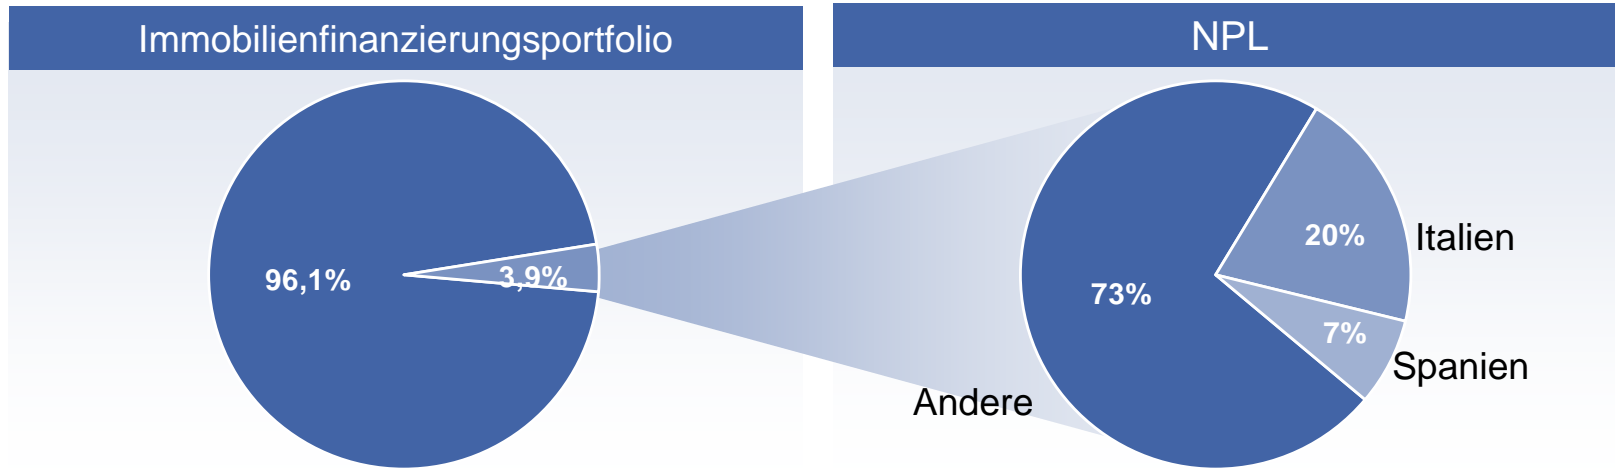 Immobilienfinanzierungsportfolio
96,1%
3,9%
NPL
20%
Italien
73%
7%
Spanien
Andere